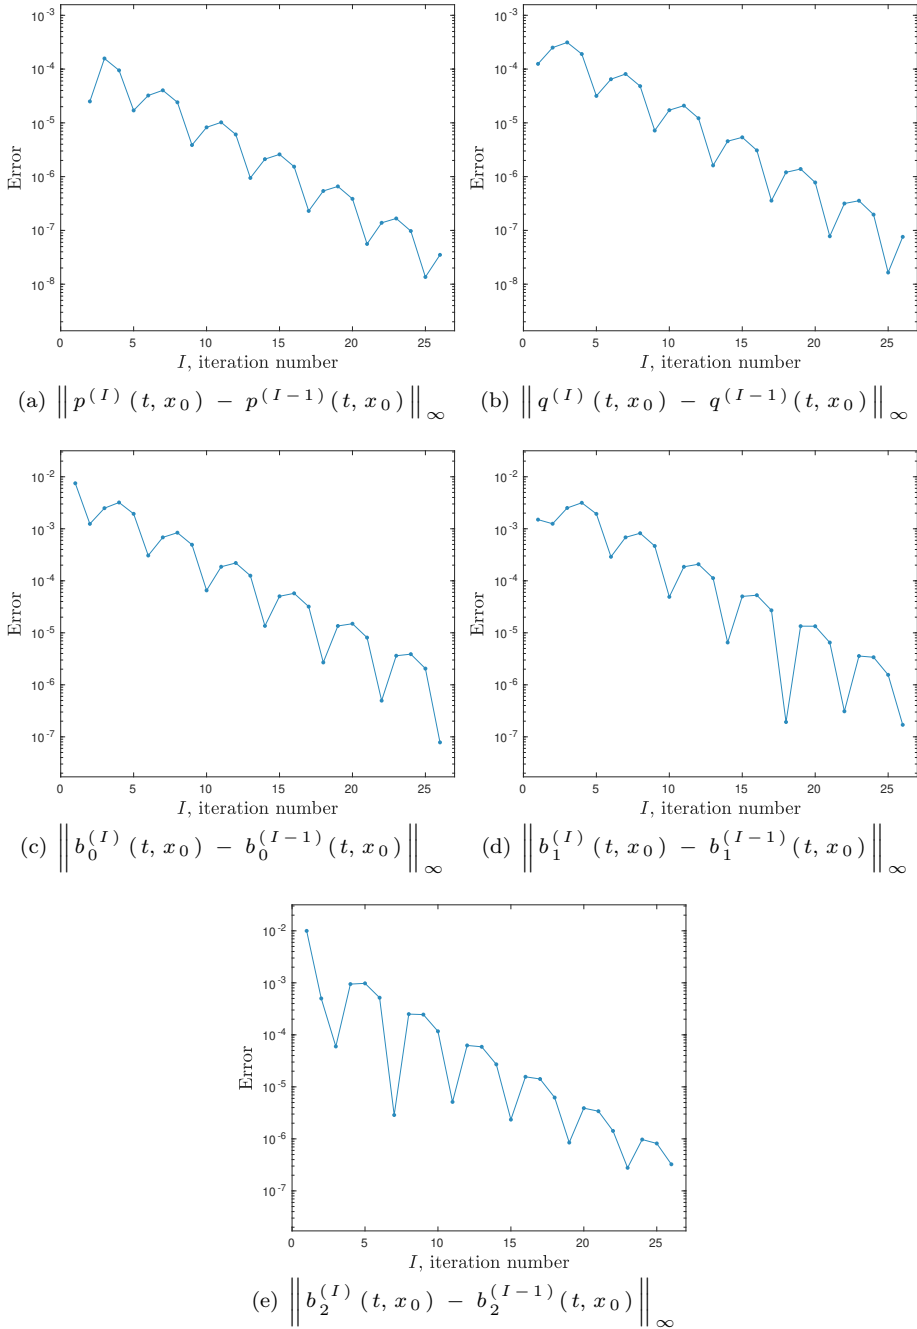 10^{-3}
10^{-4}
10^{-5}
10^{-6}
10^{-7}
10^{-8}
Error
0 5 10 15 20 25
I, iteration number
(a) ‖p^{(I)}(t, x_0) − p^{(I−1)}(t, x_0)‖_∞
10^{-3}
10^{-4}
10^{-5}
10^{-6}
10^{-7}
10^{-8}
Error
0 5 10 15 20 25
I, iteration number
(b) ‖q^{(I)}(t, x_0) − q^{(I−1)}(t, x_0)‖_∞
10^{-2}
10^{-3}
10^{-4}
10^{-5}
10^{-6}
10^{-7}
Error
0 5 10 15 20 25
I, iteration number
(c) ‖b_0^{(I)}(t, x_0) − b_0^{(I−1)}(t, x_0)‖_∞
10^{-2}
10^{-3}
10^{-4}
10^{-5}
10^{-6}
10^{-7}
Error
0 5 10 15 20 25
I, iteration number
(d) ‖b_1^{(I)}(t, x_0) − b_1^{(I−1)}(t, x_0)‖_∞
10^{-2}
10^{-3}
10^{-4}
10^{-5}
10^{-6}
10^{-7}
Error
0 5 10 15 20 25
I, iteration number
(e) ‖b_2^{(I)}(t, x_0) − b_2^{(I−1)}(t, x_0)‖_∞